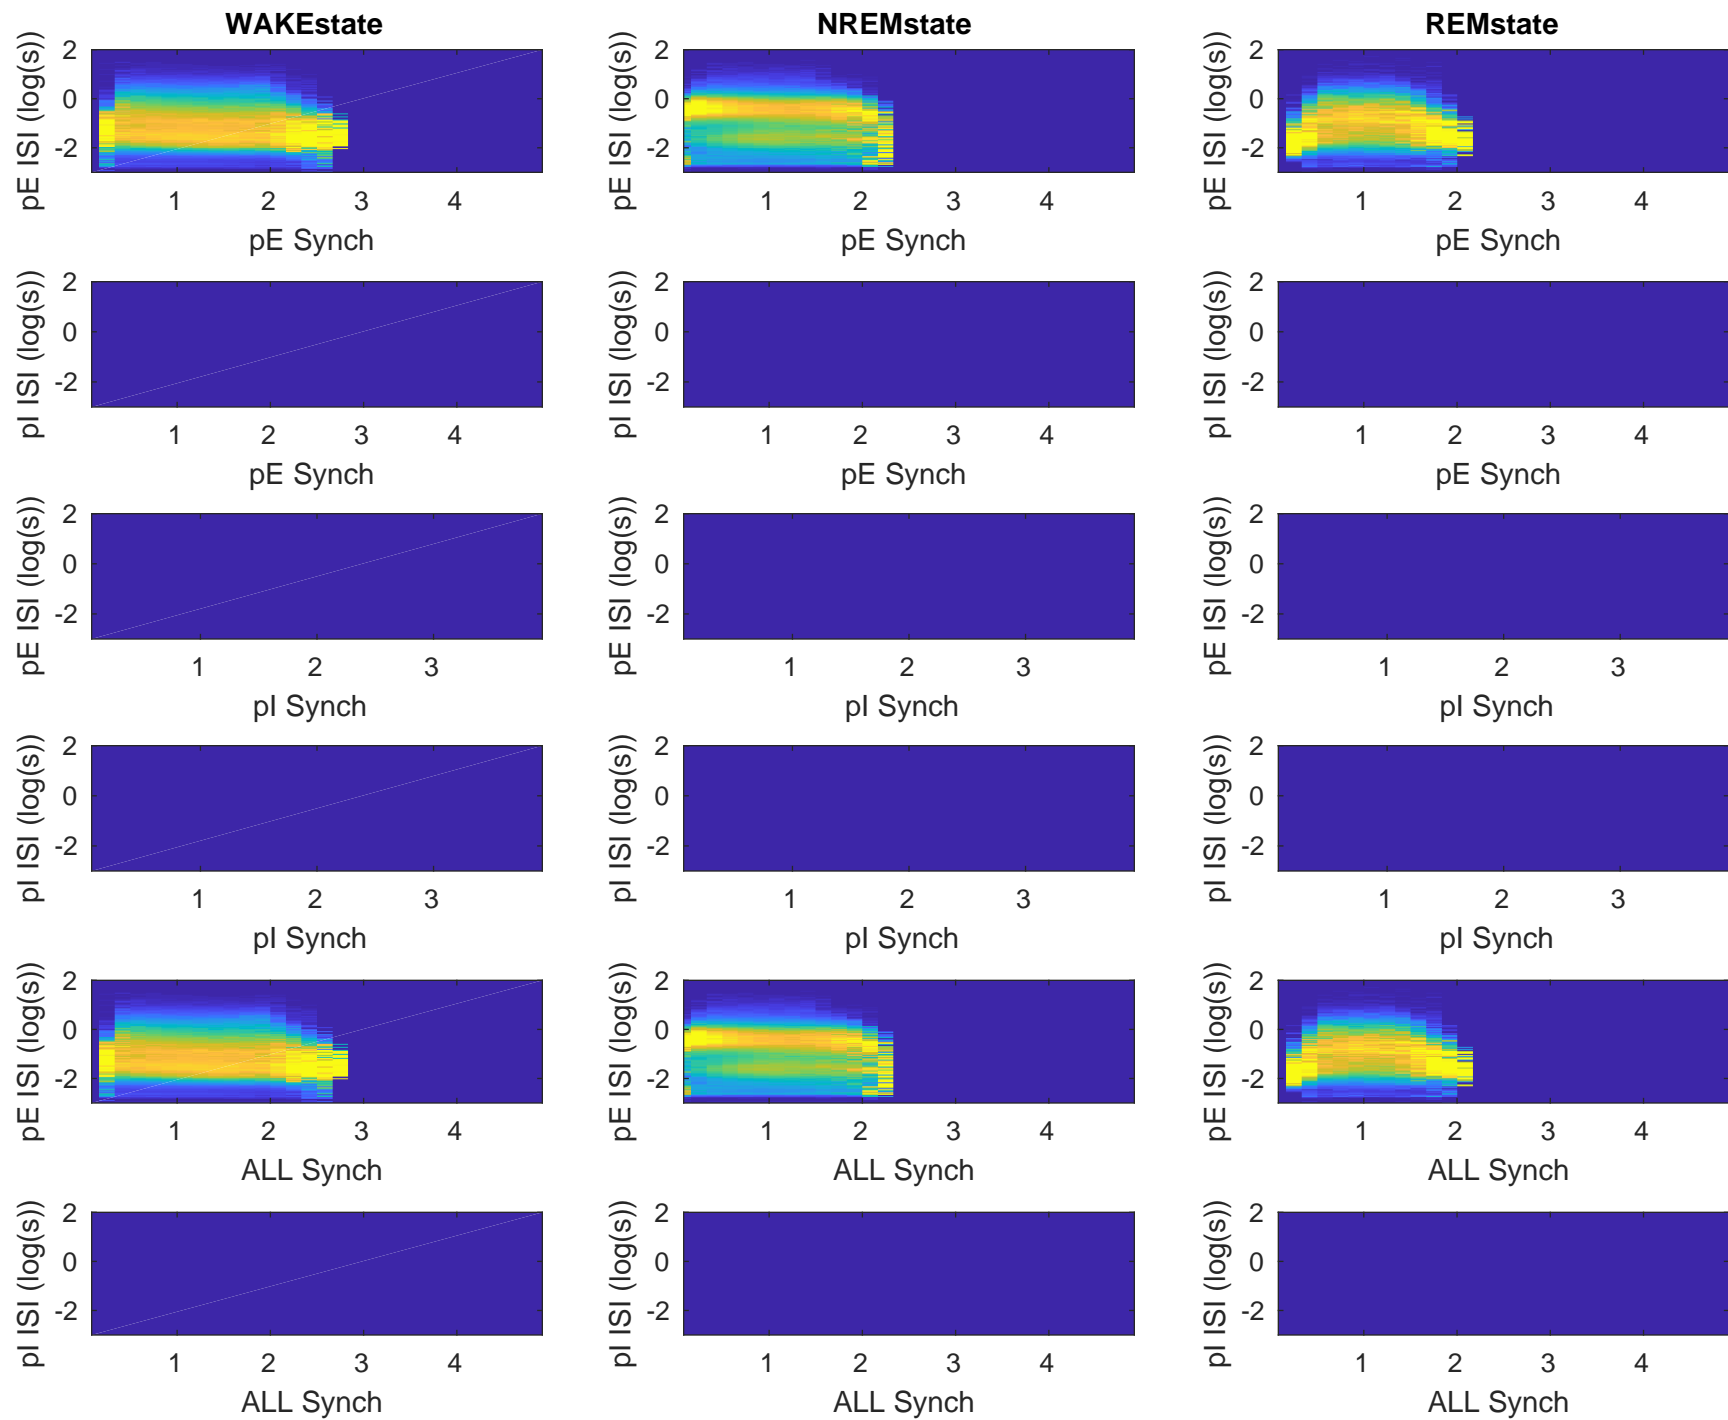 WAKEstate NREMstate REMstate
pE ISI (log(s)) 2 0 -2 pE ISI (log(s)) 2 0 -2 pE ISI (log(s)) 2 0 -2
1 2 3 4 1 2 3 4 1 2 3 4
pE Synch pE Synch pE Synch
pI ISI (log(s)) 2 0 -2 pI ISI (log(s)) 2 0 -2 pI ISI (log(s)) 2 0 -2
1 2 3 4 1 2 3 4 1 2 3 4
pE Synch pE Synch pE Synch
pE ISI (log(s)) 2 0 -2 pE ISI (log(s)) 2 0 -2 pE ISI (log(s)) 2 0 -2
1 2 3 1 2 3 1 2 3
pI Synch pI Synch pI Synch
pI ISI (log(s)) 2 0 -2 pI ISI (log(s)) 2 0 -2 pI ISI (log(s)) 2 0 -2
1 2 3 1 2 3 1 2 3
pI Synch pI Synch pI Synch
pE ISI (log(s)) 2 0 -2 pE ISI (log(s)) 2 0 -2 pE ISI (log(s)) 2 0 -2
1 2 3 4 1 2 3 4 1 2 3 4
ALL Synch ALL Synch ALL Synch
pI ISI (log(s)) 2 0 -2 pI ISI (log(s)) 2 0 -2 pI ISI (log(s)) 2 0 -2
1 2 3 4 1 2 3 4 1 2 3 4
ALL Synch ALL Synch ALL Synch